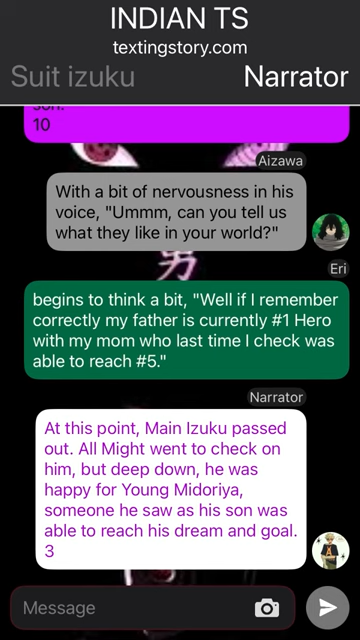 INDIAN TS
textingstory.com
Suit izuku
Narrator
son.
10
Aizawa
With a bit of nervousness in his
voice, "Ummm, can you tell us
what they like in your world?"
男
Eri
begins to think a bit, "Well if I remember
correctly my father is currently #1 Hero
with my mom who last time I check was
able to reach #5."
Narrator
At this point, Main Izuku passed
out. All Might went to check on
him, but deep down, he was
happy for Young Midoriya,
someone he saw as his son was
able to reach his dream and goal.
3
Message